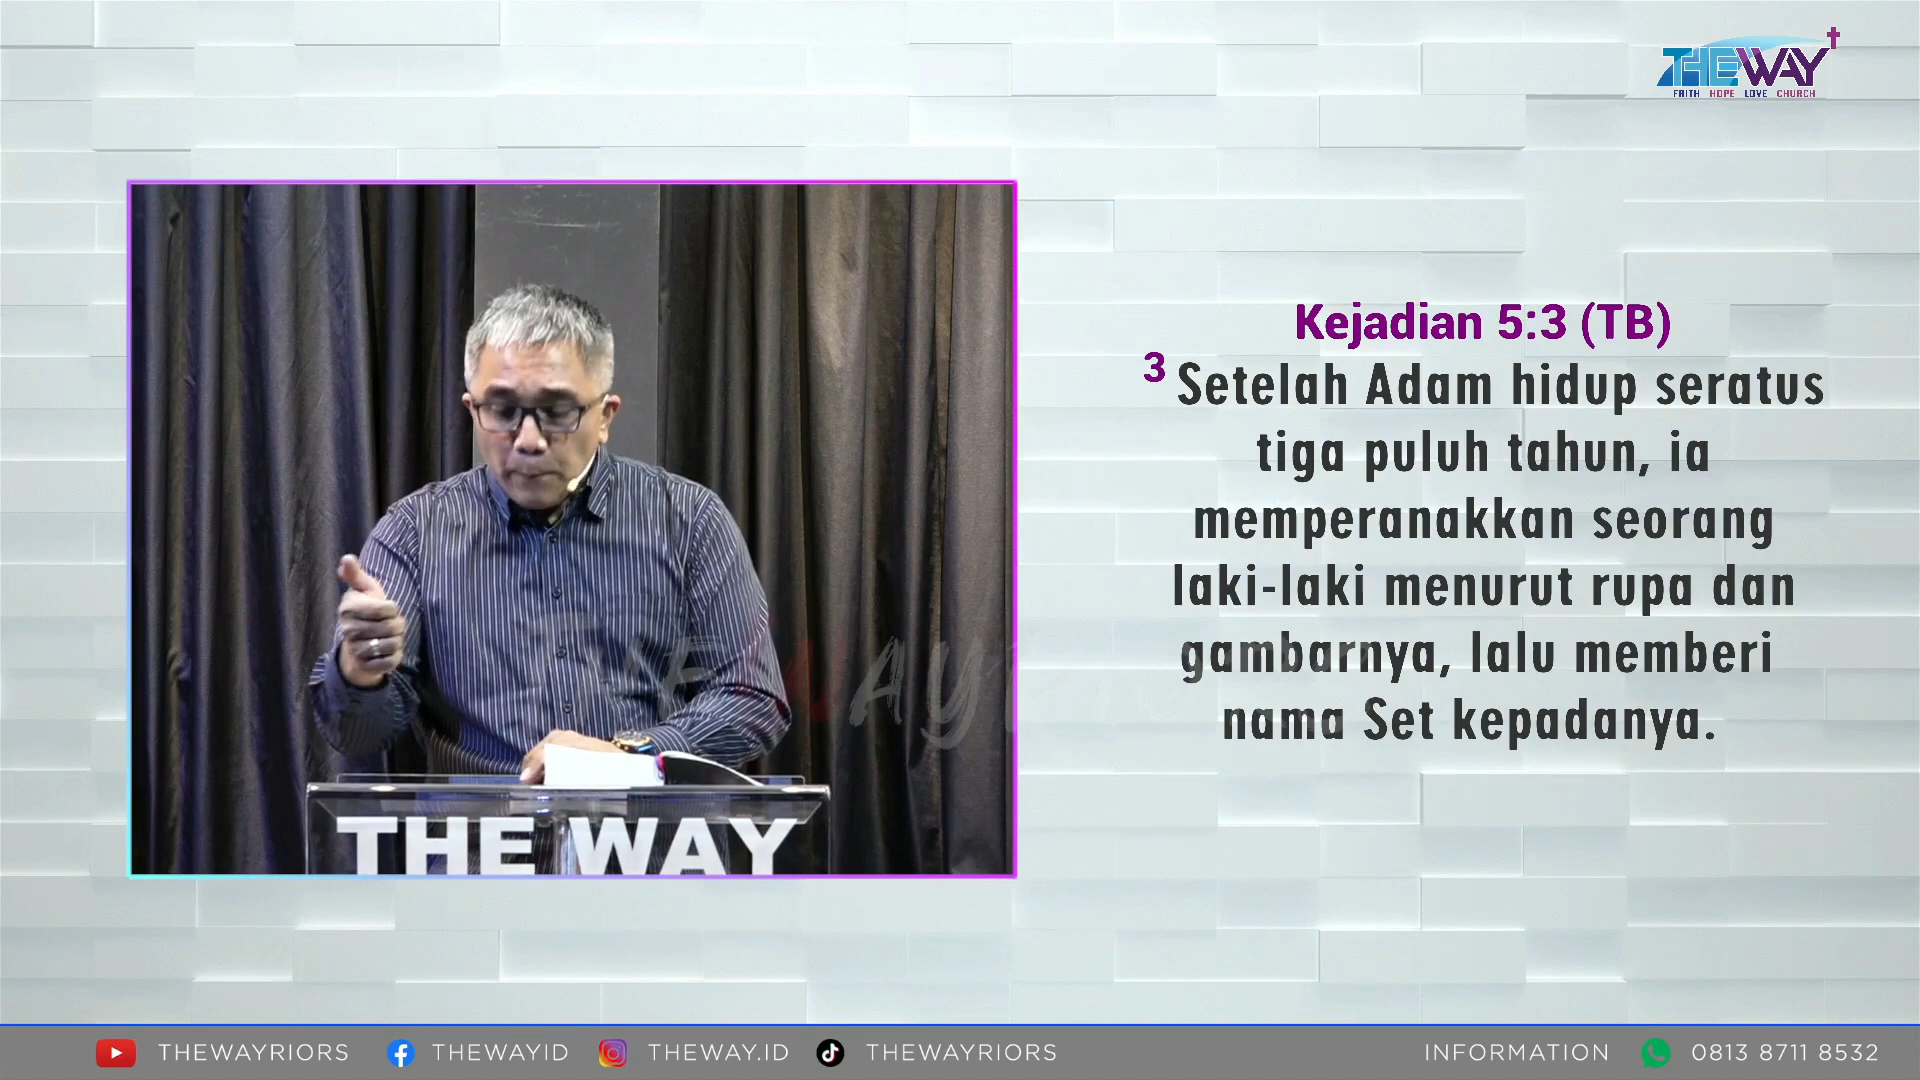 THEWAY
FAITH HOPE LOVE CHURCH
Kejadian 5:3 (TB)
3 Setelah Adam hidup seratus
tiga puluh tahun, ia
memperanakkan seorang
laki-laki menurut rupa dan
gambarnya, lalu memberi
nama Set kepadanya.
THE WAY
THEWAYRIORS THEWAYID THEWAY.ID THEWAYRIORS INFORMATION 0813 8711 8532